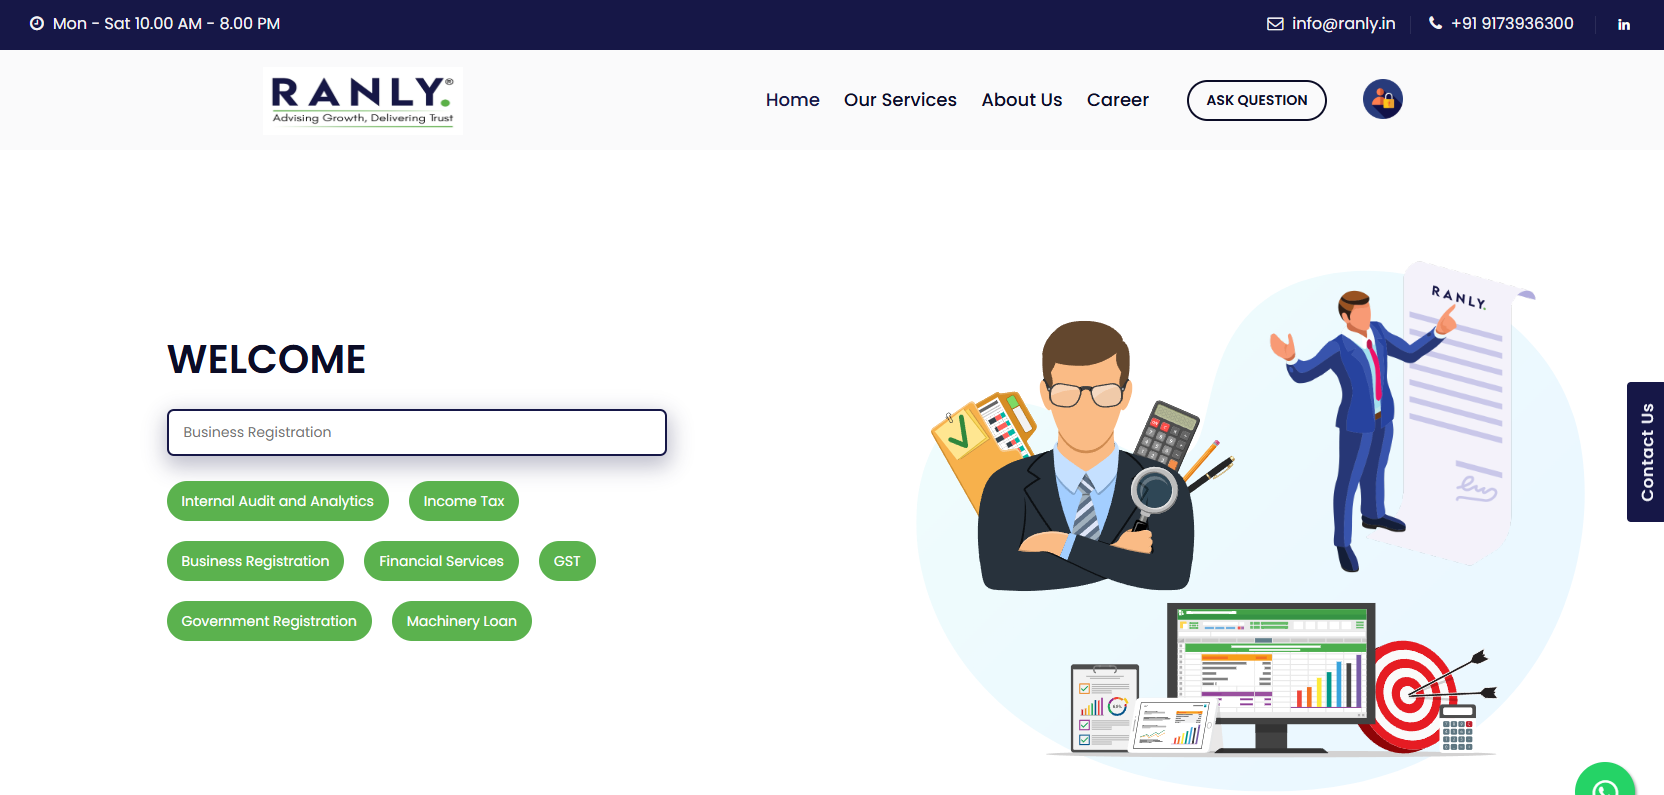 Mon - Sat 10.00 AM - 8.00 PM
info@ranly.in
+91 9173936300
in
RANLY.®
Advising Growth, Delivering Trust
Home
Our Services
About Us
Career
ASK QUESTION
WELCOME
Business Registration
Internal Audit and Analytics
Income Tax
Business Registration
Financial Services
GST
Government Registration
Machinery Loan
RANLY.
Contact Us